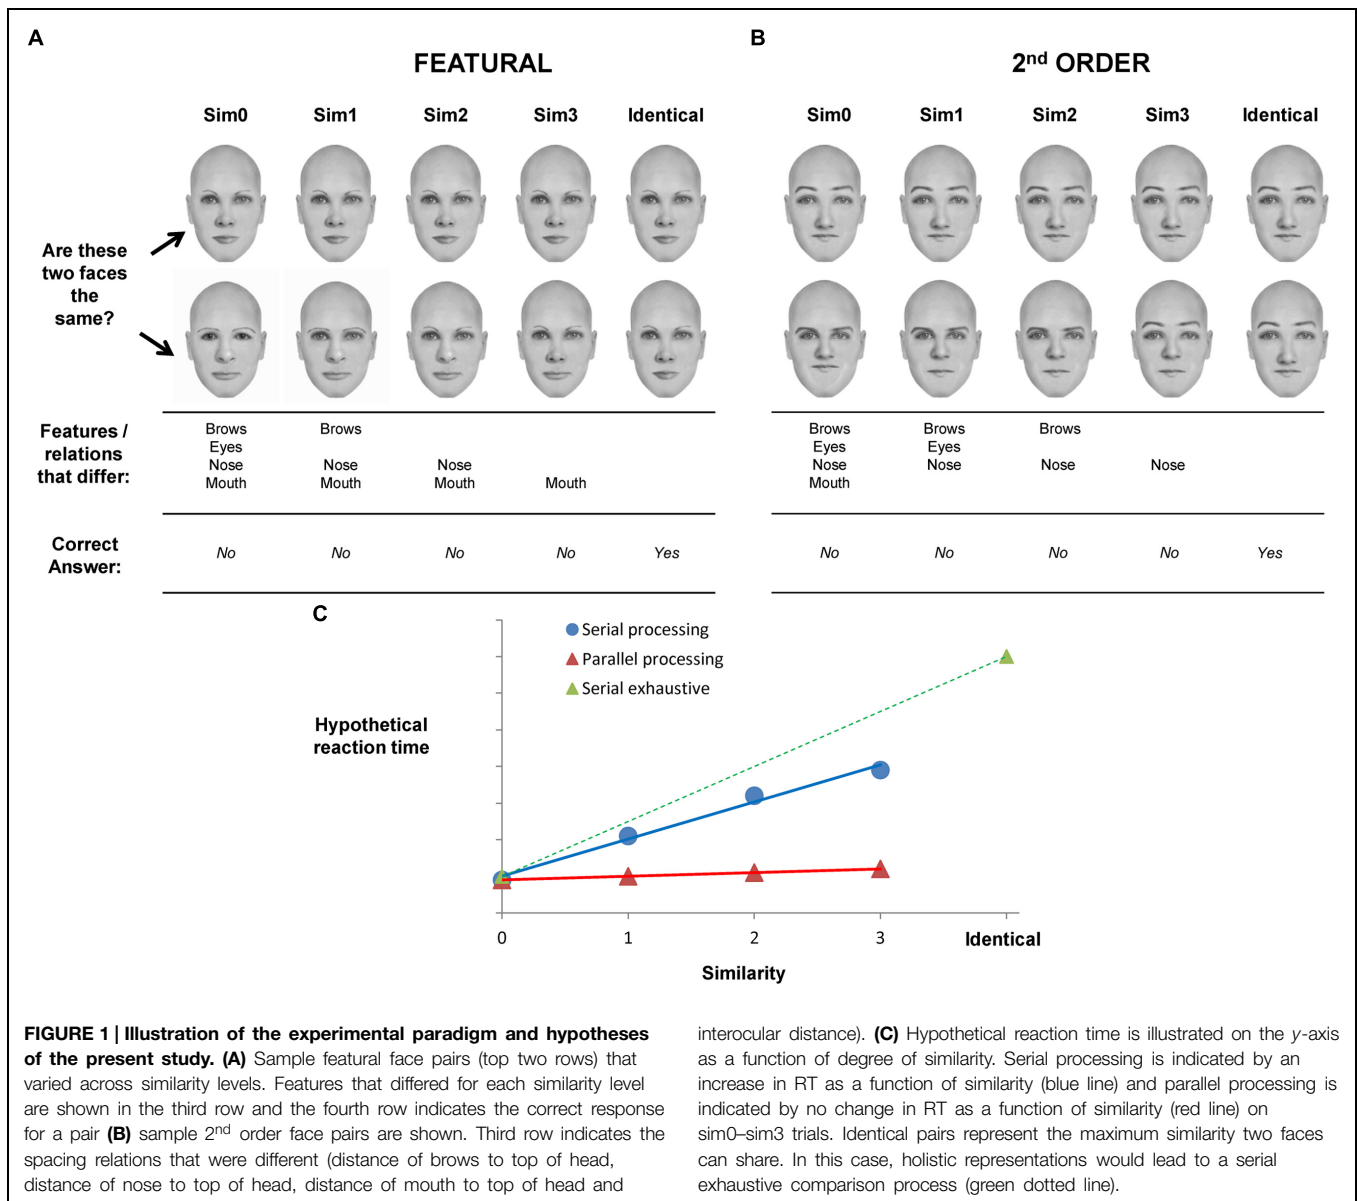 A
FEATURAL
Sim0 Sim1 Sim2 Sim3 Identical
Are these
two faces
the
same?
Features /
relations
that differ:
Brows Brows
Eyes
Nose Nose Nose
Mouth Mouth Mouth Mouth
Correct
Answer:
No No No No Yes
B
2nd ORDER
Sim0 Sim1 Sim2 Sim3 Identical
Brows Brows Brows
Eyes Eyes
Nose Nose Nose Nose
Mouth
No No No No Yes
C
Serial processing
Parallel processing
Serial exhaustive
Hypothetical
reaction time
0 1 2 3 Identical
Similarity
FIGURE 1 | Illustration of the experimental paradigm and hypotheses
of the present study. (A) Sample featural face pairs (top two rows) that
varied across similarity levels. Features that differed for each similarity level
are shown in the third row and the fourth row indicates the correct response
for a pair (B) sample 2nd order face pairs are shown. Third row indicates the
spacing relations that were different (distance of brows to top of head,
distance of nose to top of head, distance of mouth to top of head and
interocular distance). (C) Hypothetical reaction time is illustrated on the y-axis
as a function of degree of similarity. Serial processing is indicated by an
increase in RT as a function of similarity (blue line) and parallel processing is
indicated by no change in RT as a function of similarity (red line) on
sim0–sim3 trials. Identical pairs represent the maximum similarity two faces
can share. In this case, holistic representations would lead to a serial
exhaustive comparison process (green dotted line).